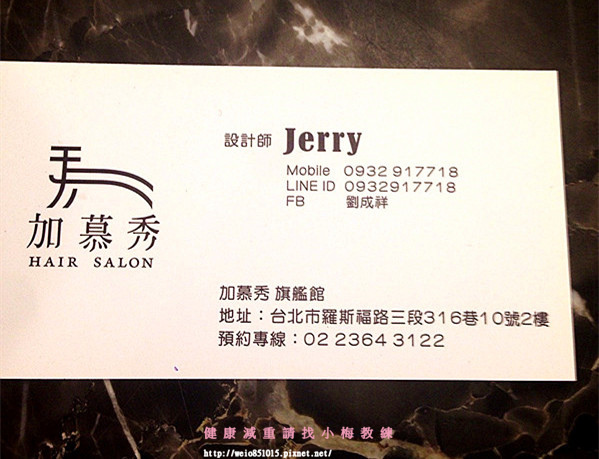 設計師 Jerry
Mobile 0932 917718
LINE ID 0932917718
FB 劉成祥
加慕秀
HAIR SALON
加慕秀 旗艦館
地址：台北市羅斯福路三段316巷10號2樓
預約專線：02 2364 3122
健康減重請找小梅教練
http://weio851015.pixnet.net/